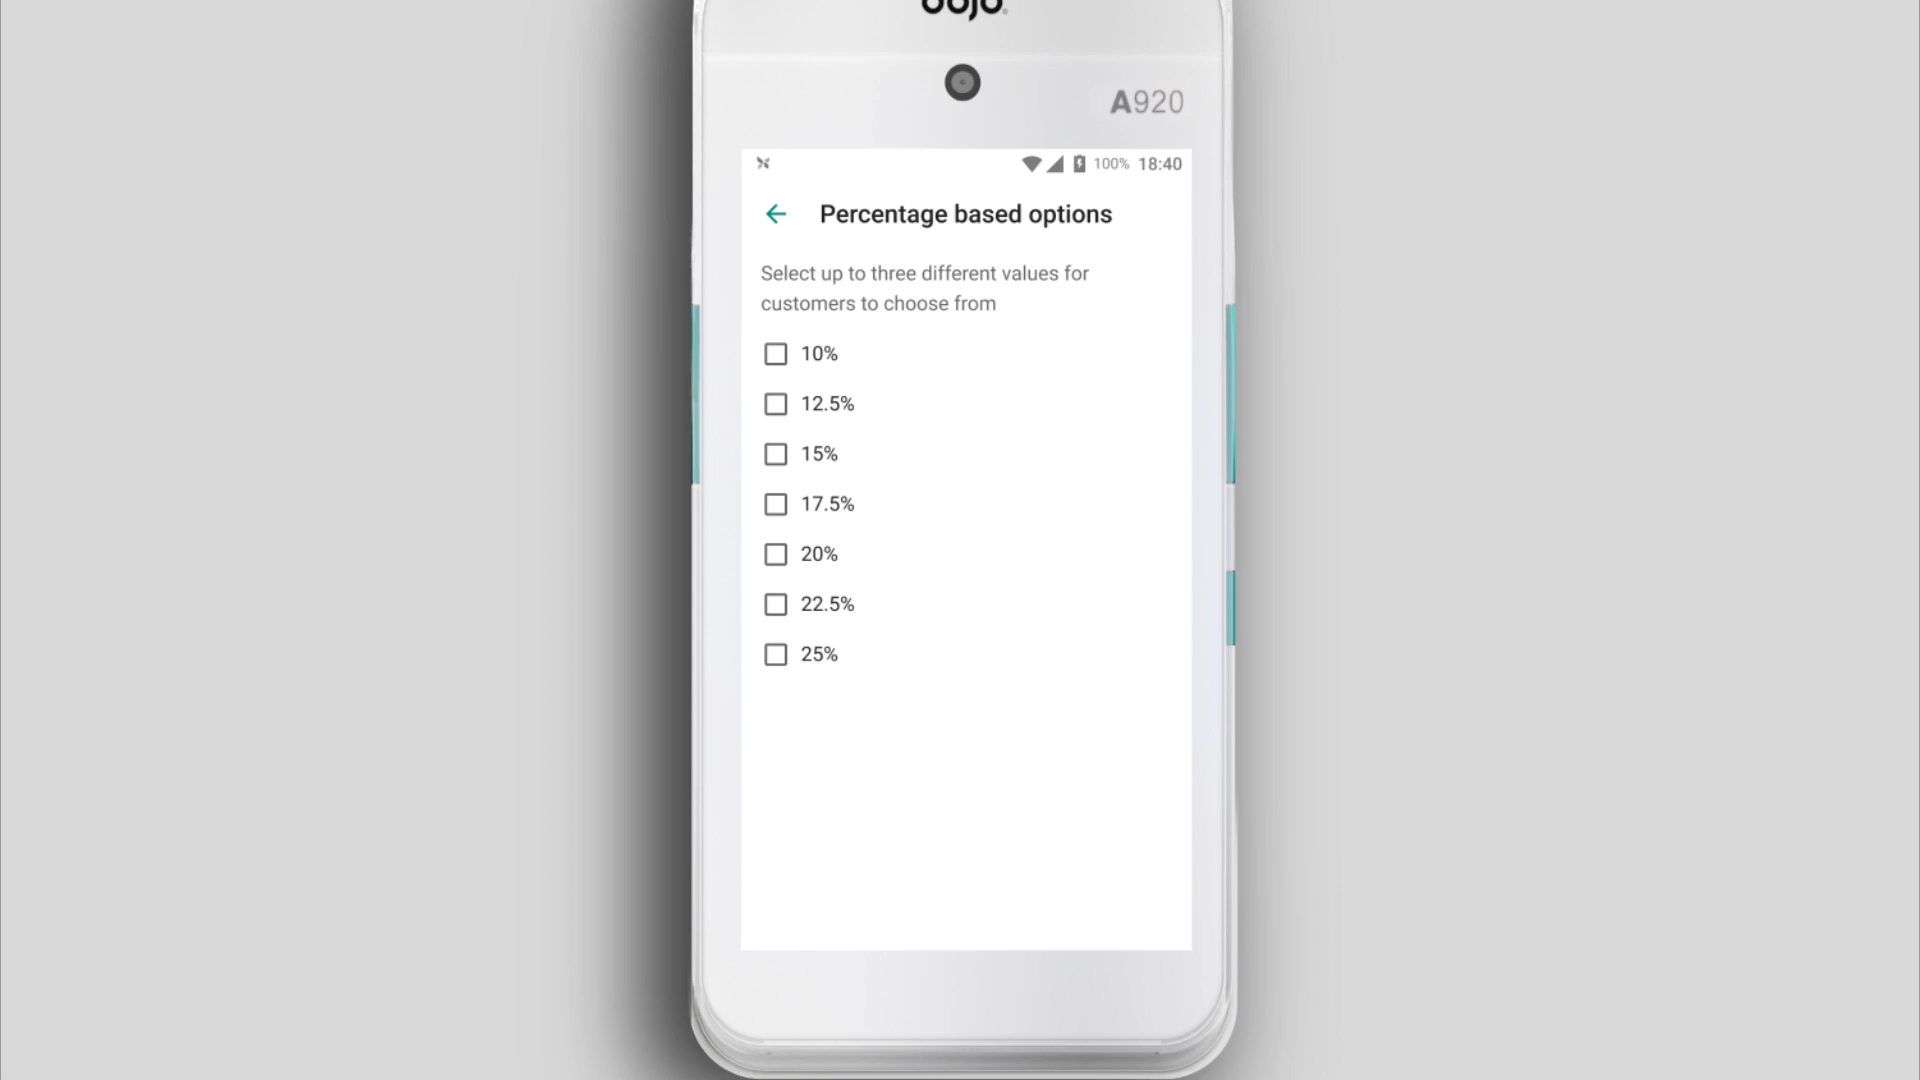 dojo
A920
100% 18:40
Percentage based options
Select up to three different values for
customers to choose from
10%
12.5%
15%
17.5%
20%
22.5%
25%